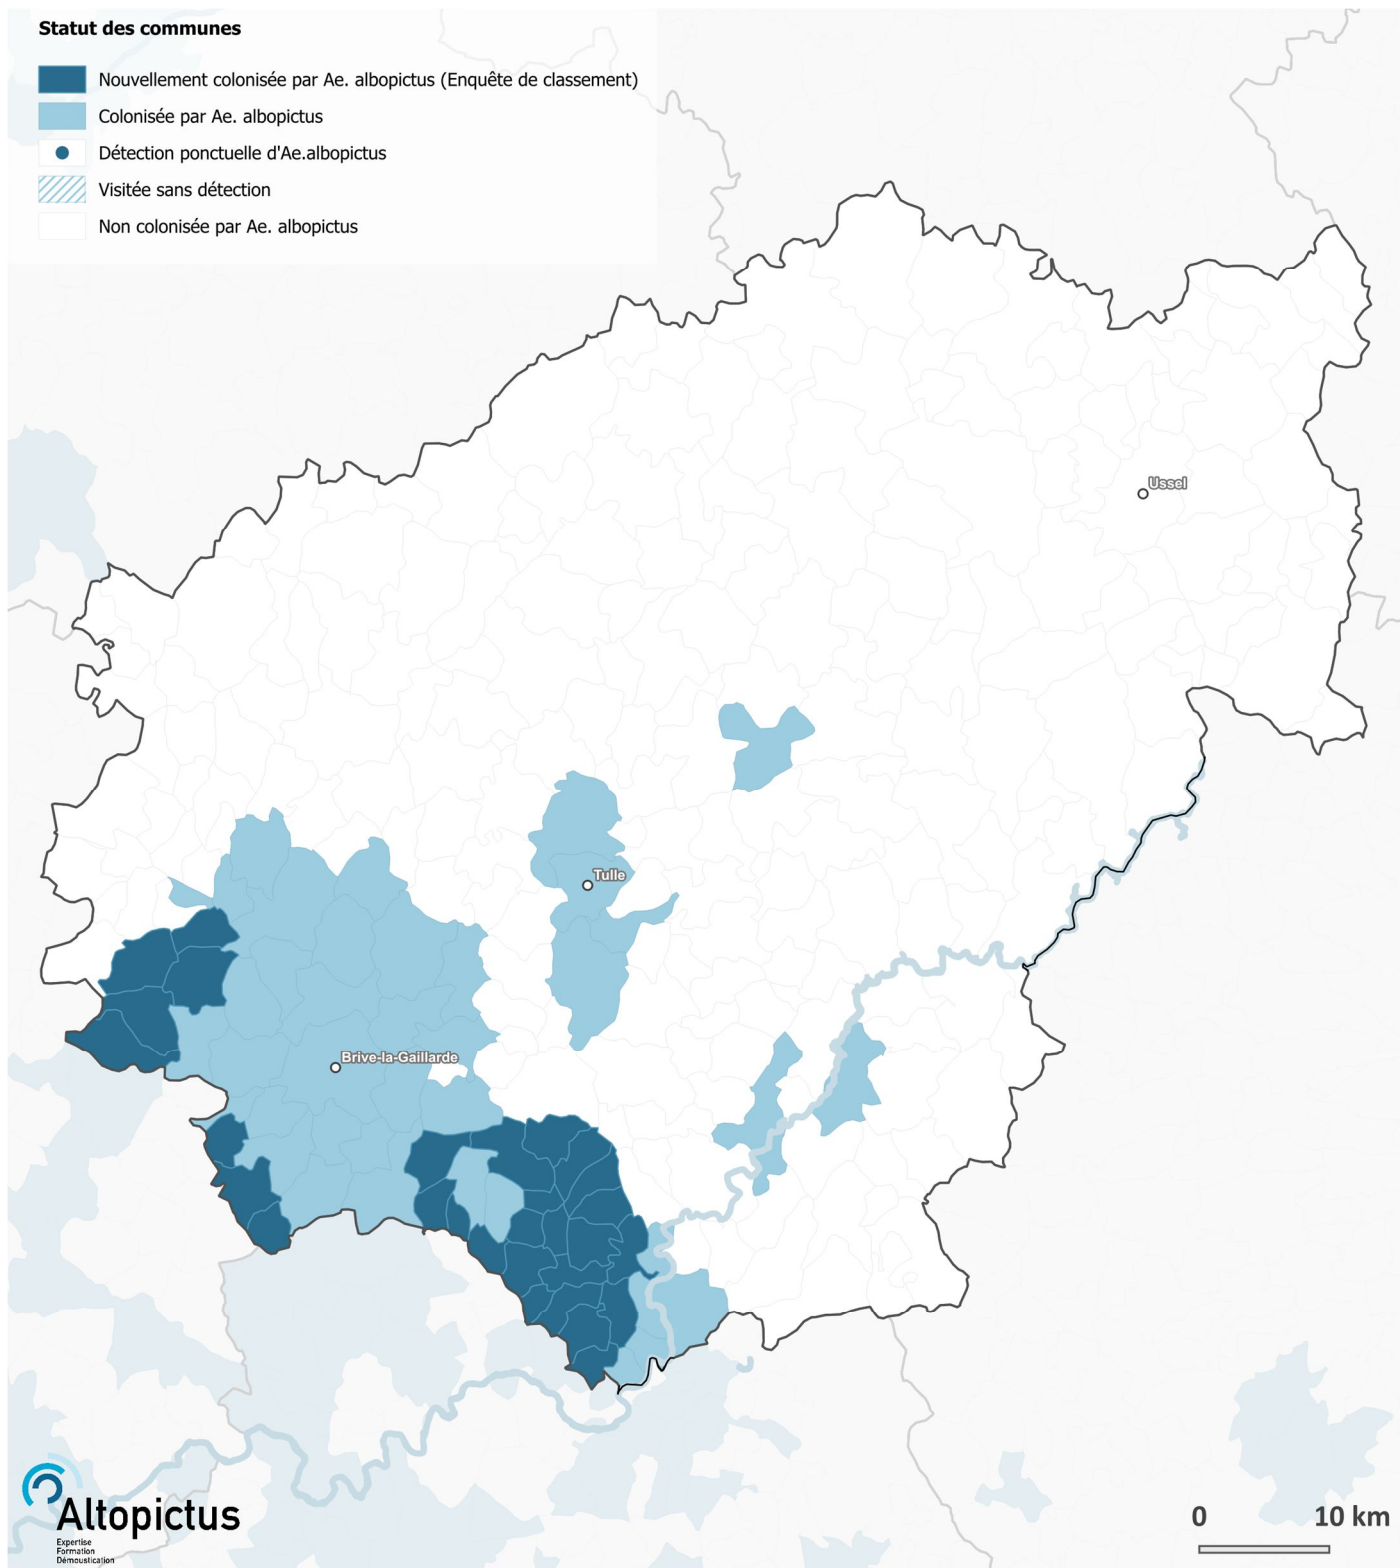 Statut des communes
Nouvellement colonisée par Ae. albopictus (Enquête de classement)
Colonisée par Ae. albopictus
Détection ponctuelle d'Ae.albopictus
Visitée sans détection
Non colonisée par Ae. albopictus
Ussel
Tulle
Brive-la-Gaillarde
Altopictus
Expertise
Formation
Démoustication
0 10 km